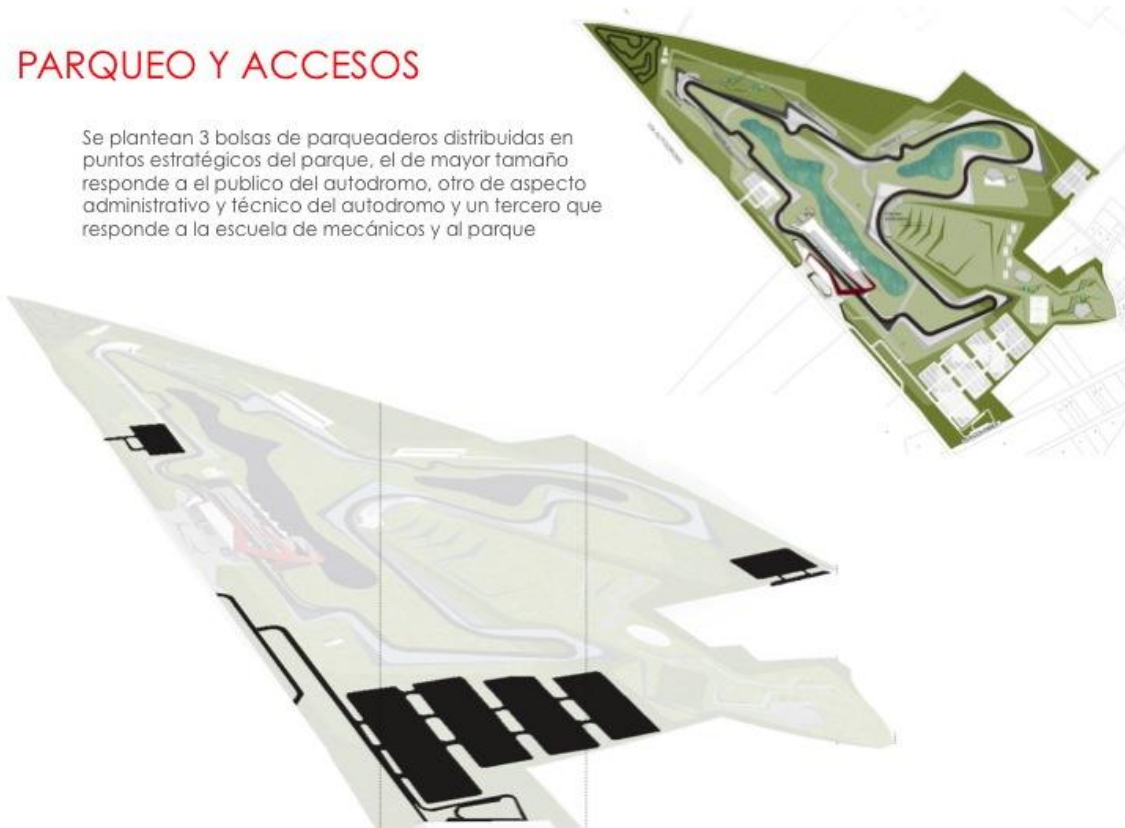 PARQUEO Y ACCESOS
Se plantean 3 bolsas de parqueaderos distribuidas en
puntos estratégicos del parque, el de mayor tamaño
responde a el publico del autodromo, otro de aspecto
administrativo y técnico del autodromo y un tercero que
responde a la escuela de mecánicos y al parque